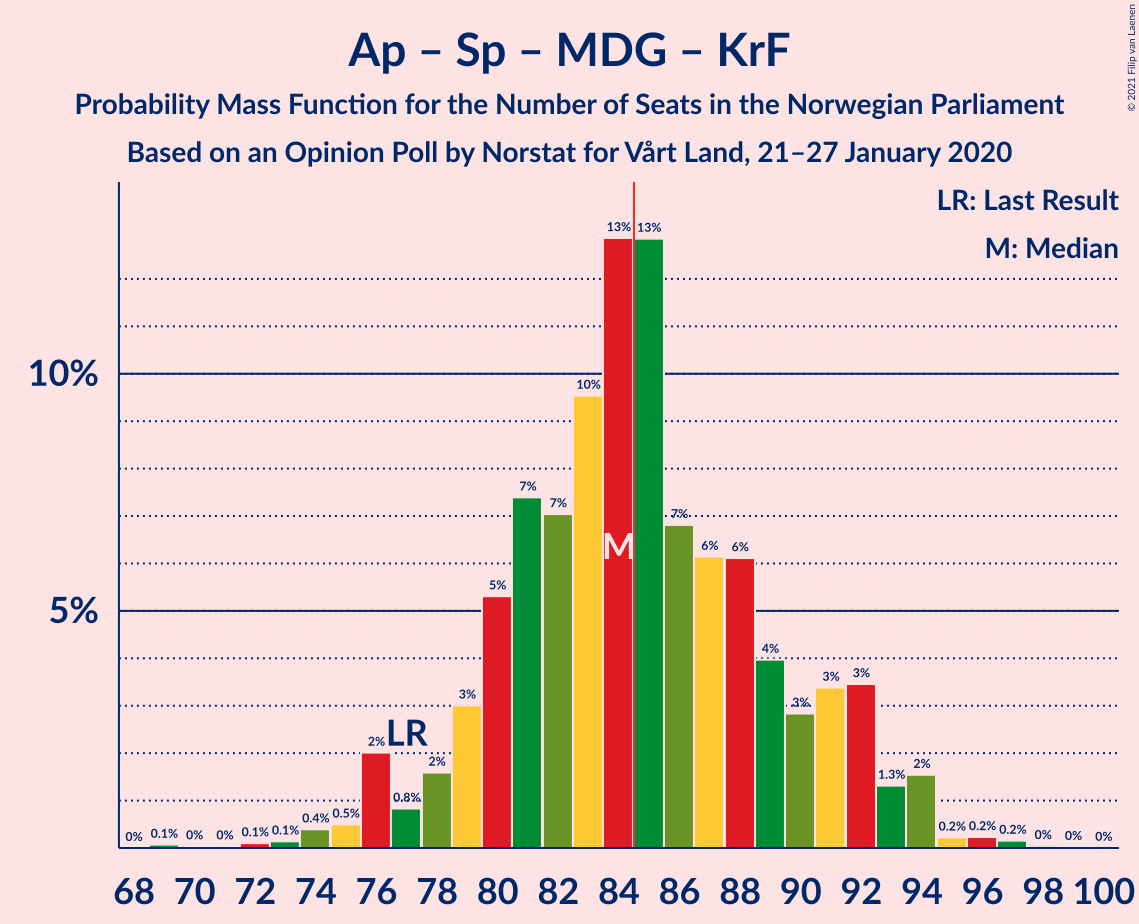 Ap – Sp – MDG – KrF
Probability Mass Function for the Number of Seats in the Norwegian Parliament
Based on an Opinion Poll by Norstat for Vårt Land, 21–27 January 2020
© 2021 Filip van Laenen
LR: Last Result
M: Median
10%
5%
0% 0.1% 0% 0% 0.1% 0.1% 0.4% 0.5% 2% 0.8% 2% 3% 5% 7% 7% 10% 13% 13% 7% 6% 6% 4% 3% 3% 3% 1.3% 2% 0.2% 0.2% 0.2% 0% 0% 0%
LR
M
68 70 72 74 76 78 80 82 84 86 88 90 92 94 96 98 100